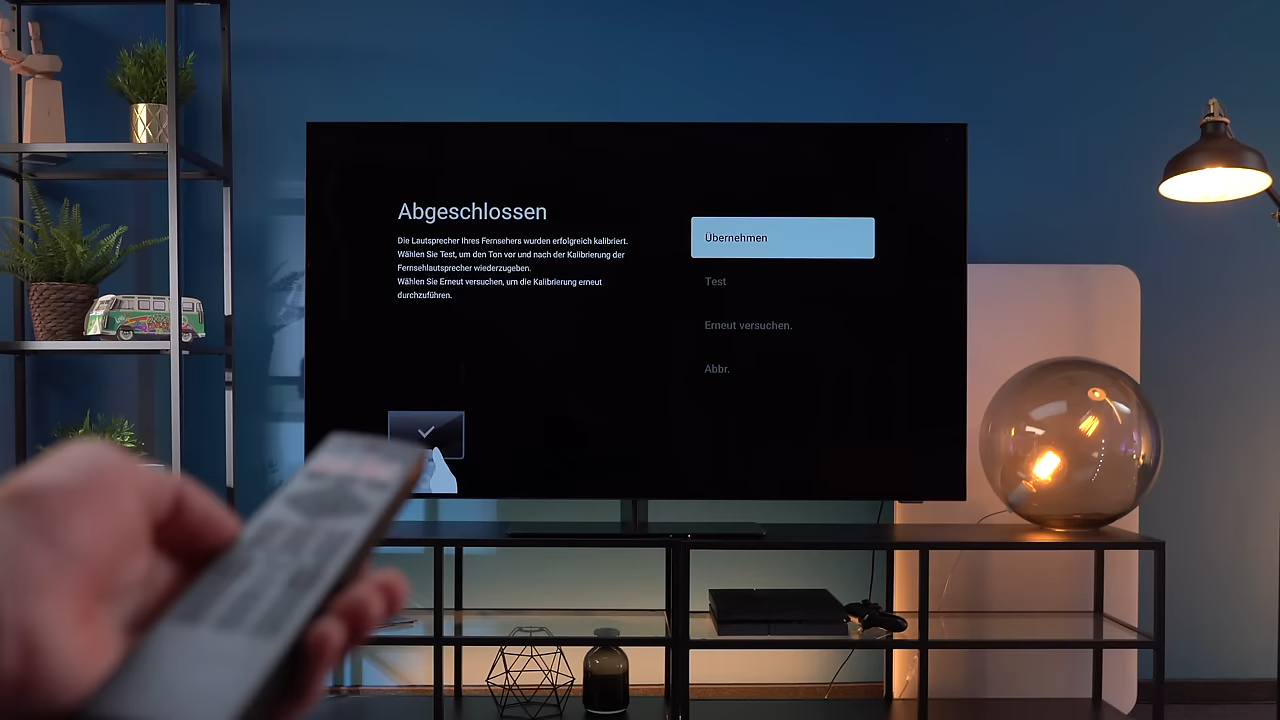 Abgeschlossen
Die Lautsprecher Ihres Fernsehers wurden erfolgreich kalibriert.
Wählen Sie Test, um den Ton vor und nach der Kalibrierung der
Fernsehlautsprecher wiederzugeben.
Wählen Sie Erneut versuchen, um die Kalibrierung erneut
durchzuführen.
Übernehmen
Test
Erneut versuchen.
Abbr.